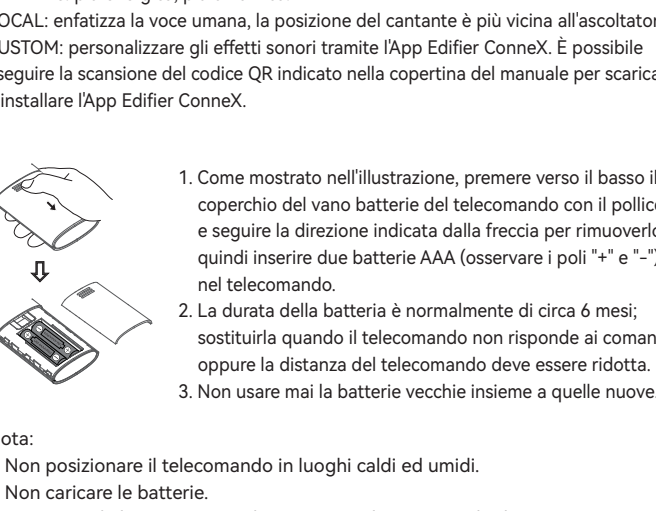 OCAL: enfatizza la voce umana, la posizione del cantante è più vicina all'ascoltator
USTOM: personalizzare gli effetti sonori tramite l'App Edifier ConneX. È possibile
seguire la scansione del codice QR indicato nella copertina del manuale per scarica
installare l'App Edifier ConneX.
1. Come mostrato nell'illustrazione, premere verso il basso il
coperchio del vano batterie del telecomando con il pollice
e seguire la direzione indicata dalla freccia per rimuoverlo
quindi inserire due batterie AAA (osservare i poli "+" e "-")
nel telecomando.
2. La durata della batteria è normalmente di circa 6 mesi;
sostituirla quando il telecomando non risponde ai coman
oppure la distanza del telecomando deve essere ridotta.
3. Non usare mai la batterie vecchie insieme a quelle nuove
ota:
Non posizionare il telecomando in luoghi caldi ed umidi.
Non caricare le batterie.